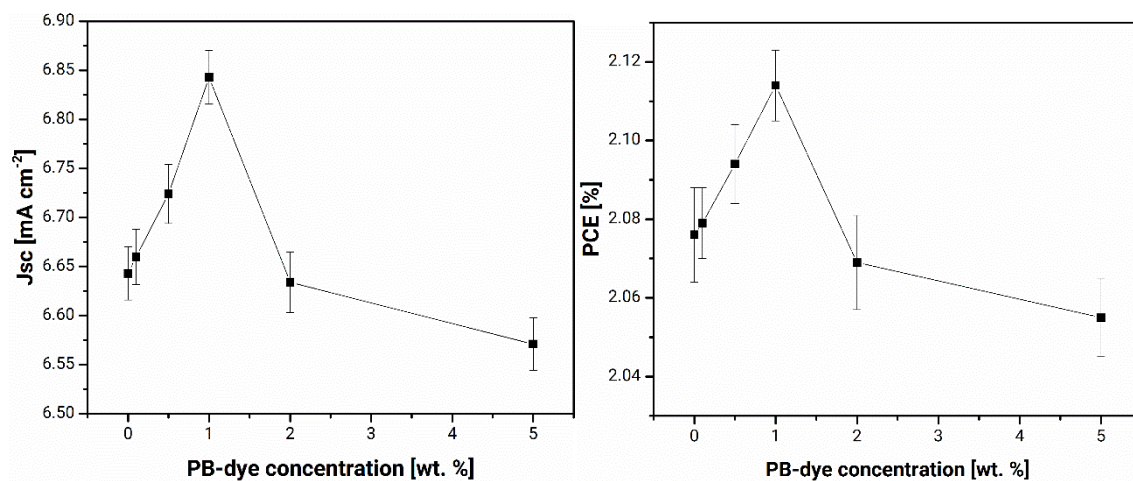 6.90
6.85
6.80
6.75
6.70
6.65
6.60
6.55
6.50
Jsc [mA cm⁻²]
0 1 2 3 4 5
PB-dye concentration [wt. %]
2.12
2.10
2.08
2.06
2.04
PCE [%]
0 1 2 3 4 5
PB-dye concentration [wt. %]